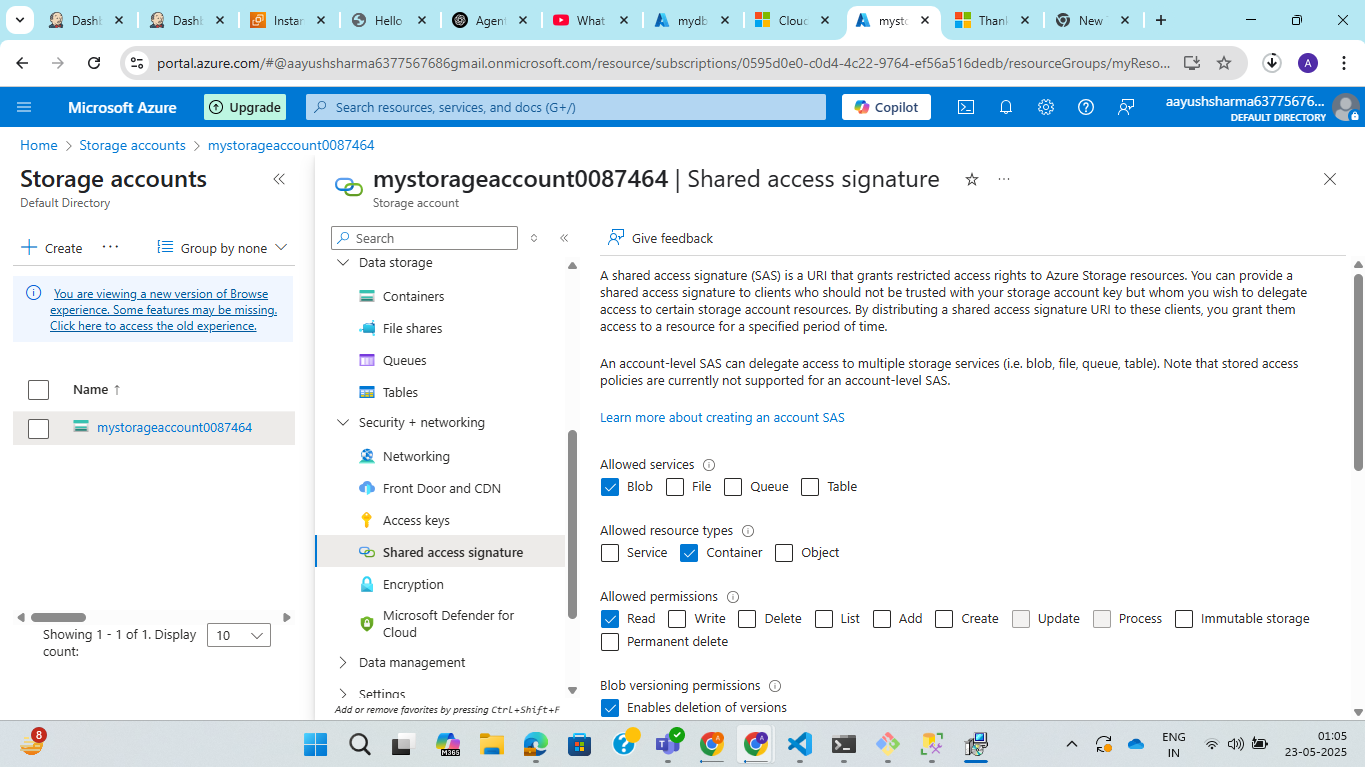 Dashb
Dashb
Instan
Hello
Agent
What
mydb
Cloud
mysto
Thank
New
portal.azure.com/#@aayushsharma6377567686gmail.onmicrosoft.com/resource/subscriptions/0595d0e0-c0d4-4c22-9764-ef56a516dedb/resourceGroups/myReso...
A
Microsoft Azure
Upgrade
Search resources, services, and docs (G+/)
Copilot
aayushsharma63775676...
DEFAULT DIRECTORY
Home > Storage accounts > mystorageaccount0087464
Storage accounts
Default Directory
Create
Group by none
You are viewing a new version of Browse
experience. Some features may be missing.
Click here to access the old experience.
Name ↑
mystorageaccount0087464
Showing 1 - 1 of 1. Display
count:
10
mystorageaccount0087464 | Shared access signature
Storage account
Search
Data storage
Containers
File shares
Queues
Tables
Security + networking
Networking
Front Door and CDN
Access keys
Shared access signature
Encryption
Microsoft Defender for
Cloud
Data management
Settings
Add or remove favorites by pressing Ctrl+Shift+F
Give feedback
A shared access signature (SAS) is a URI that grants restricted access rights to Azure Storage resources. You can provide a
shared access signature to clients who should not be trusted with your storage account key but whom you wish to delegate
access to certain storage account resources. By distributing a shared access signature URI to these clients, you grant them
access to a resource for a specified period of time.
An account-level SAS can delegate access to multiple storage services (i.e. blob, file, queue, table). Note that stored access
policies are currently not supported for an account-level SAS.
Learn more about creating an account SAS
Allowed services
Blob File Queue Table
Allowed resource types
Service Container Object
Allowed permissions
Read Write Delete List Add Create Update Process Immutable storage
Permanent delete
Blob versioning permissions
Enables deletion of versions
8
M365
ENG
IN
01:05
23-05-2025